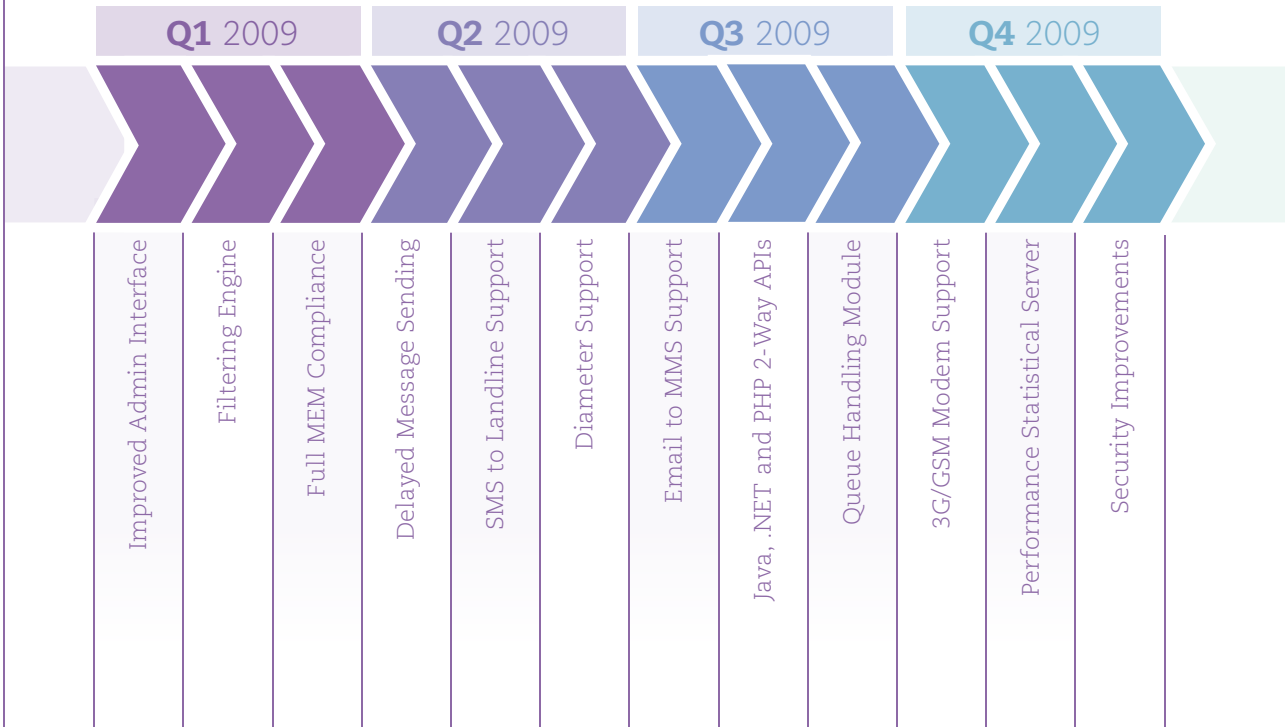 Q1 2009
Q2 2009
Q3 2009
Q4 2009
Improved Admin Interface
Filtering Engine
Full MEM Compliance
Delayed Message Sending
SMS to Landline Support
Diameter Support
Email to MMS Support
Java, .NET and PHP 2-Way APIs
Queue Handling Module
3G/GSM Modem Support
Performance Statistical Server
Security Improvements